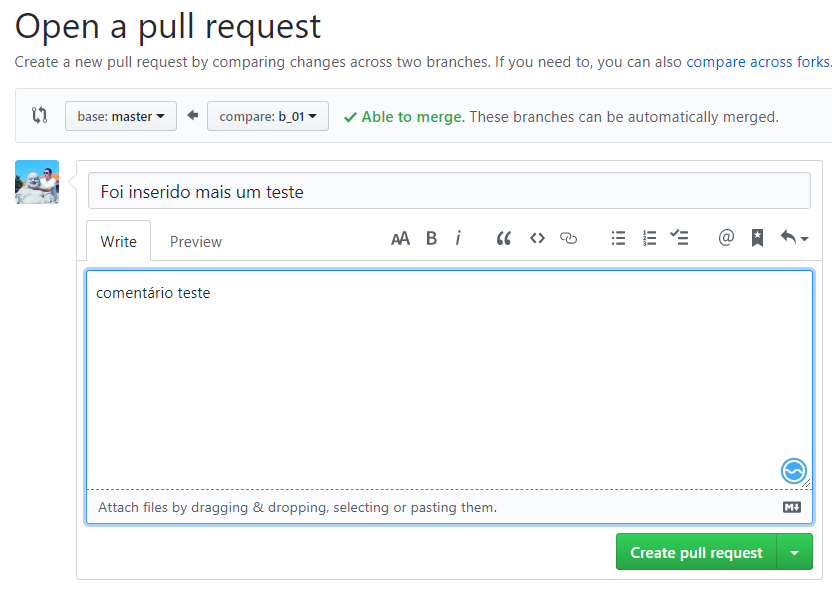 Open a pull request
Create a new pull request by comparing changes across two branches. If you need to, you can also compare across forks.
base: master compare: b_01 Able to merge. These branches can be automatically merged.
Foi inserido mais um teste
Write Preview AA B i @
comentário teste
Attach files by dragging & dropping, selecting or pasting them.
Create pull request